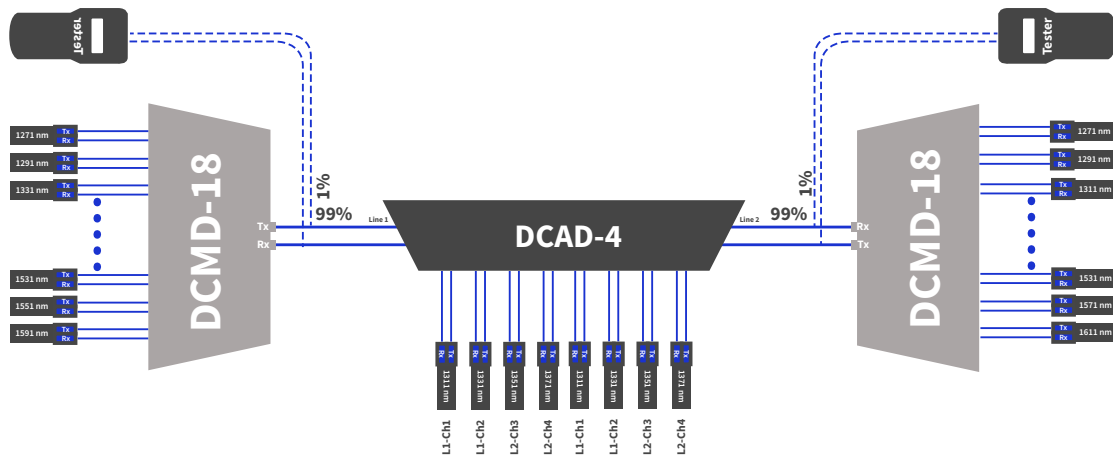 Tester
Tester
1271 nm
Tx
Rx
1291 nm
Tx
Rx
1331 nm
Tx
Rx
1531 nm
Tx
Rx
1551 nm
Tx
Rx
1591 nm
Tx
Rx
DCMD-18
Tx
Rx
1%
99%
Line 1
DCAD-4
Line 2
99%
1%
Rx
Tx
DCMD-18
Tx
Rx
1271 nm
Tx
Rx
1291 nm
Tx
Rx
1311 nm
Tx
Rx
1531 nm
Tx
Rx
1571 nm
Tx
Rx
1611 nm
Rx
Tx
1311 nm
L1-Ch1
Rx
Tx
1331 nm
L1-Ch2
Rx
Tx
1351 nm
L2-Ch3
Rx
Tx
1371 nm
L2-Ch4
Rx
Tx
1311 nm
L1-Ch1
Rx
Tx
1331 nm
L1-Ch2
Rx
Tx
1351 nm
L2-Ch3
Rx
Tx
1371 nm
L2-Ch4